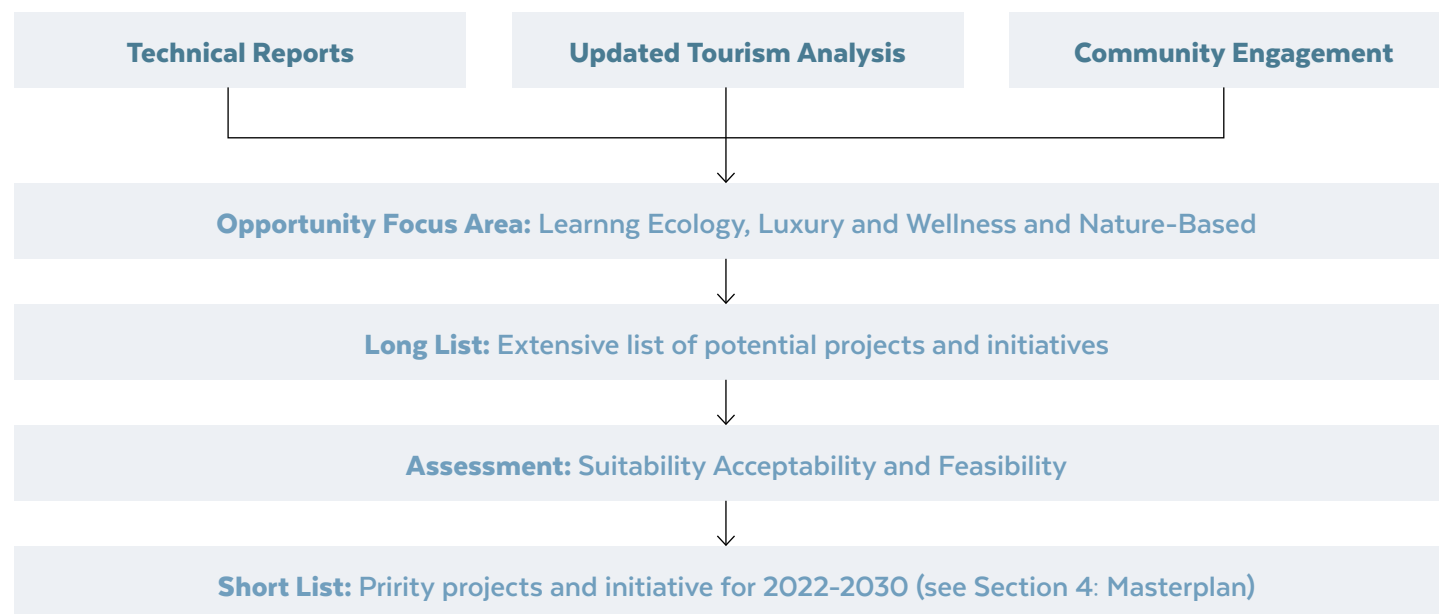 Technical Reports
Updated Tourism Analysis
Community Engagement
Opportunity Focus Area: Learnng Ecology, Luxury and Wellness and Nature-Based
Long List: Extensive list of potential projects and initiatives
Assessment: Suitability Acceptability and Feasibility
Short List: Pririty projects and initiative for 2022-2030 (see Section 4: Masterplan)